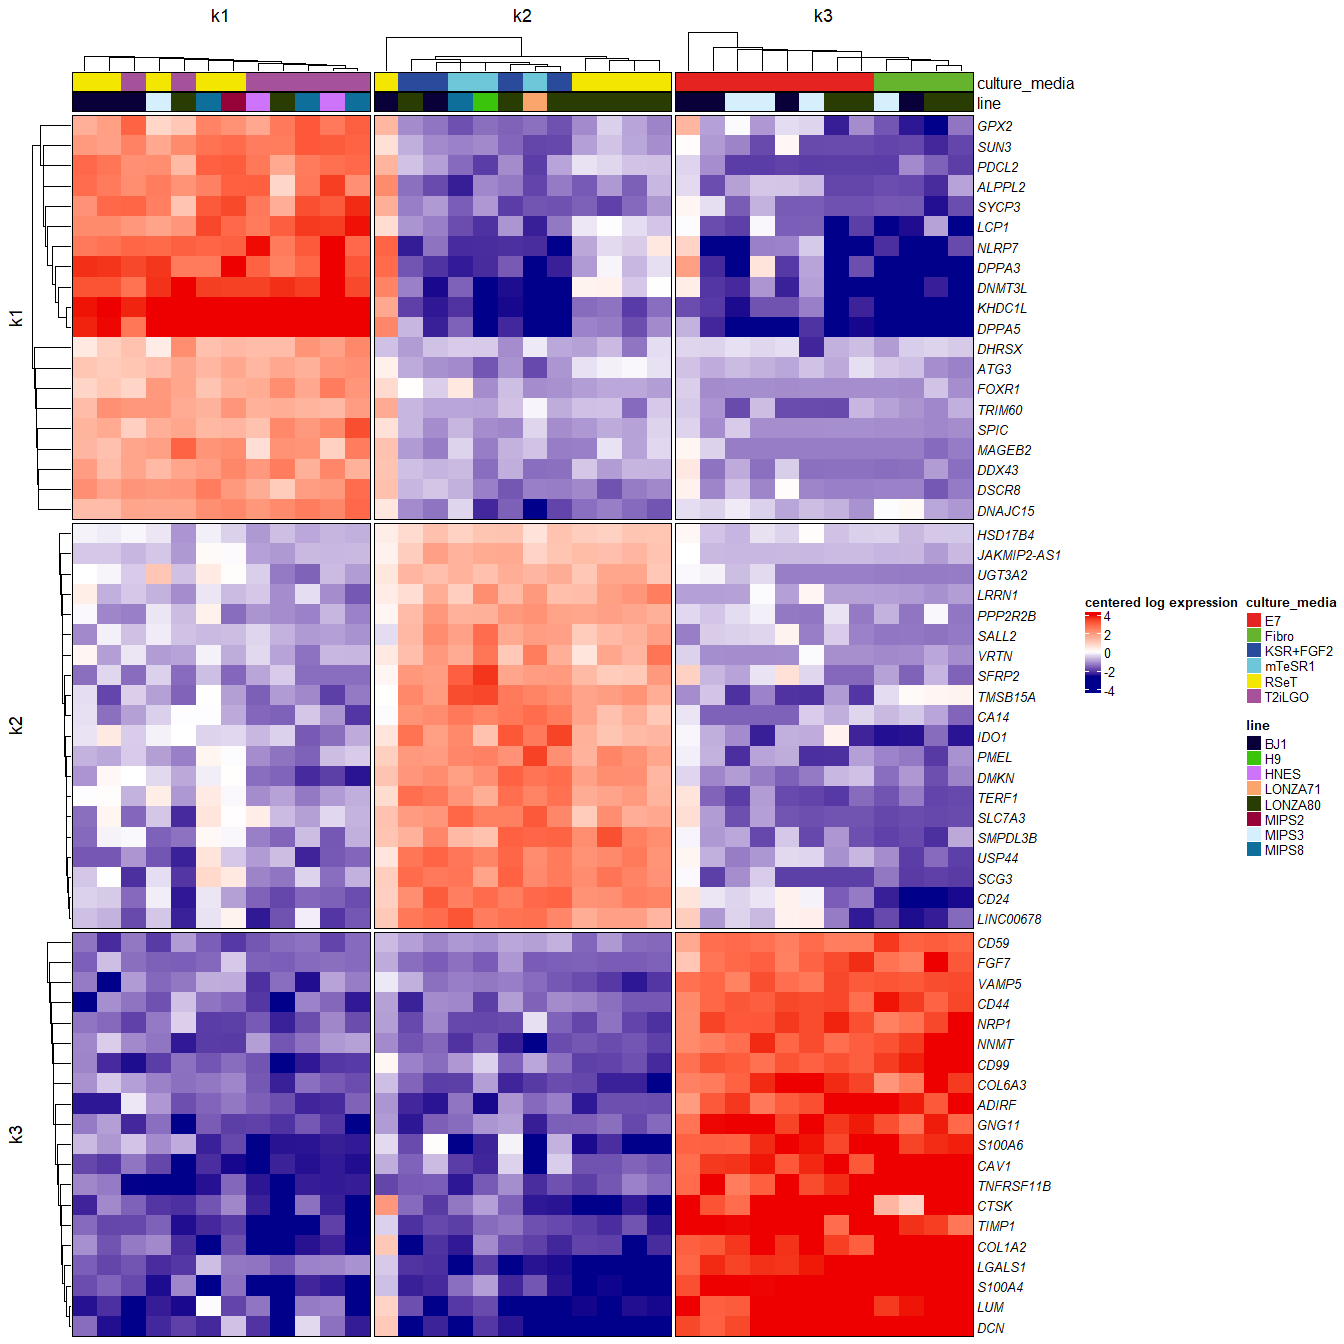 k1
k2
k3
culture_media
line
k1
GPX2
SUN3
PDCL2
ALPPL2
SYCP3
LCP1
NLRP7
DPPA3
DNMT3L
KHDC1L
DPPA5
DHRSX
ATG3
FOXR1
TRIM60
SPIC
MAGEB2
DDX43
DSCR8
DNAJC15
k2
HSD17B4
JAKMIP2-AS1
UGT3A2
LRRN1
PPP2R2B
SALL2
VRTN
SFRP2
TMSB15A
CA14
IDO1
PMEL
DMKN
TERF1
SLC7A3
SMPDL3B
USP44
SCG3
CD24
LINC00678
k3
CD59
FGF7
VAMP5
CD44
NRP1
NNMT
CD99
COL6A3
ADIRF
GNG11
S100A6
CAV1
TNFRSF11B
CTSK
TIMP1
COL1A2
LGALS1
S100A4
LUM
DCN
centered log expression
4
2
0
-2
-4
culture_media
E7
Fibro
KSR+FGF2
mTeSR1
RSeT
T2iLGO
line
BJ1
H9
HNES
LONZA71
LONZA80
MIPS2
MIPS3
MIPS8